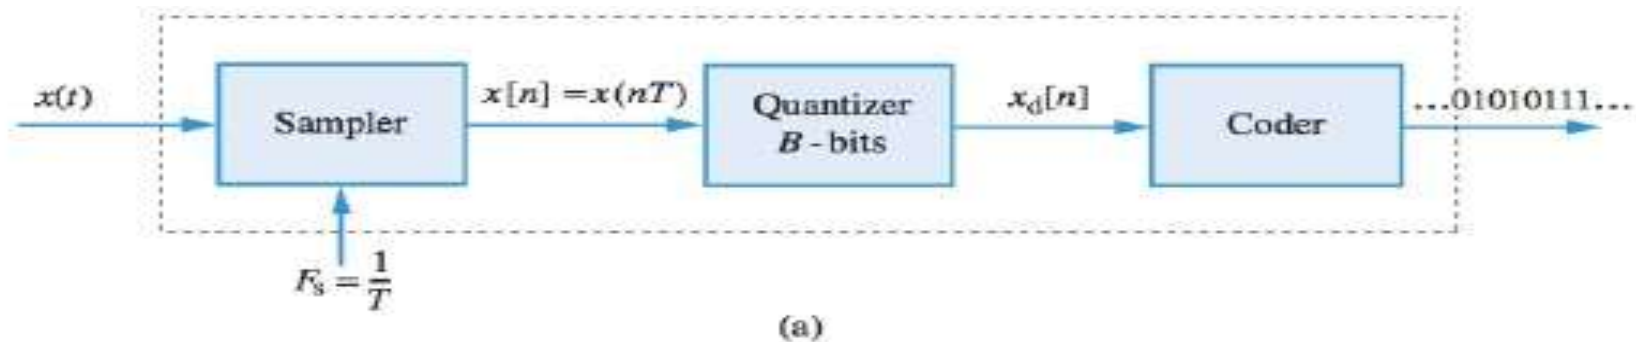 x(t)
Sampler
x[n] = x(nT)
Quantizer
B - bits
x_d[n]
Coder
...01010111...
F_s = 1/T
(a)